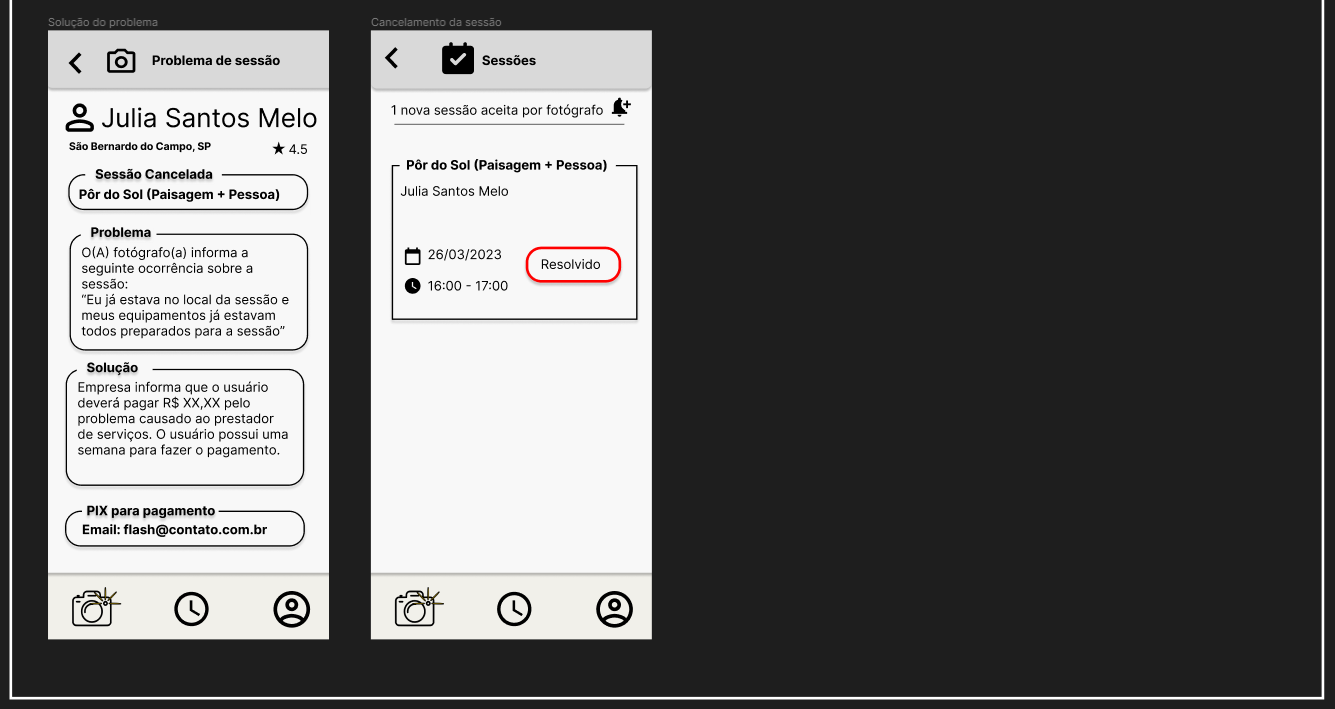 Solução do problema
Problema de sessão
Julia Santos Melo
São Bernardo do Campo, SP
★ 4.5
Sessão Cancelada
Pôr do Sol (Paisagem + Pessoa)
Problema
O(A) fotógrafo(a) informa a
seguinte ocorrência sobre a
sessão:
“Eu já estava no local da sessão e
meus equipamentos já estavam
todos preparados para a sessão”
Solução
Empresa informa que o usuário
deverá pagar R$ XX,XX pelo
problema causado ao prestador
de serviços. O usuário possui uma
semana para fazer o pagamento.
PIX para pagamento
Email: flash@contato.com.br
Cancelamento da sessão
Sessões
1 nova sessão aceita por fotógrafo
Pôr do Sol (Paisagem + Pessoa)
Julia Santos Melo
26/03/2023
Resolvido
16:00 - 17:00